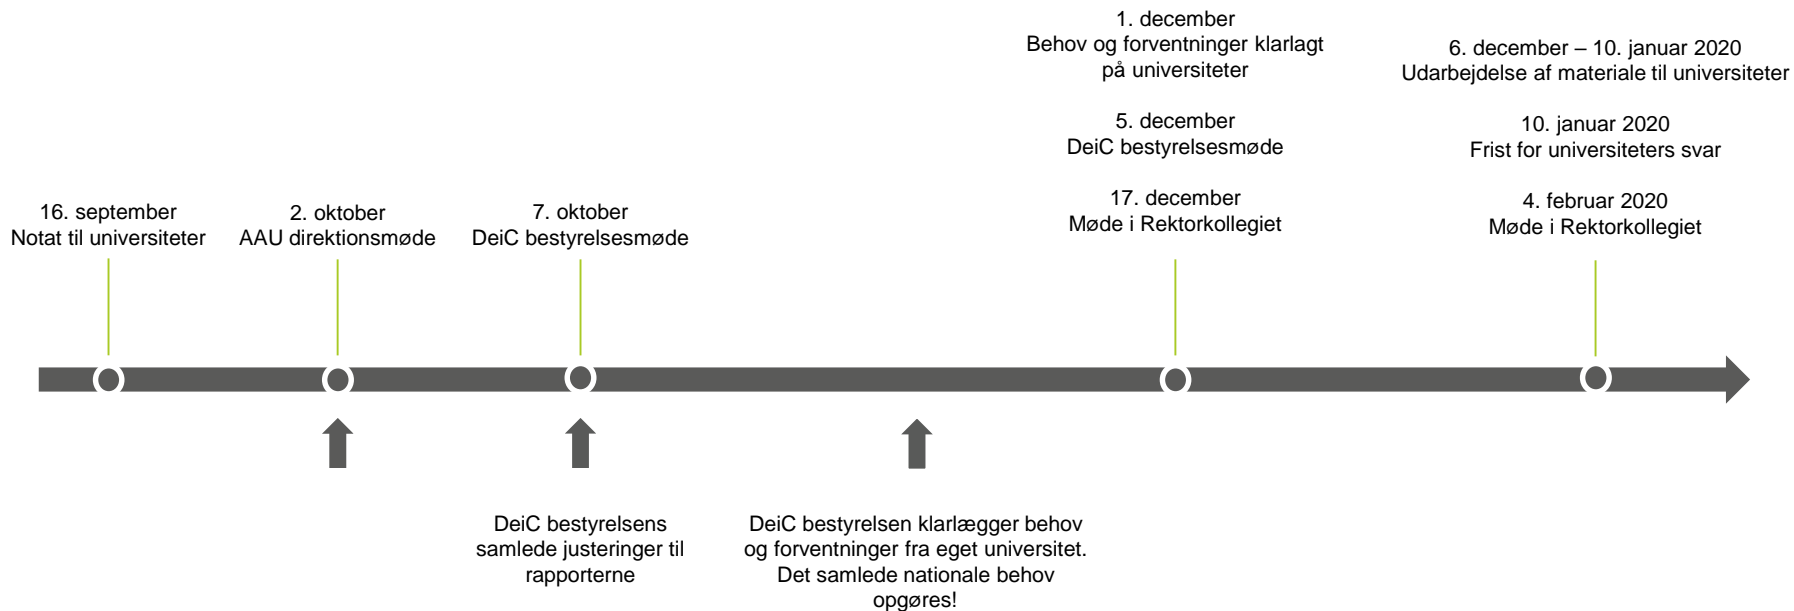 16. september
Notat til universiteter
2. oktober
AAU direktionsmøde
7. oktober
DeiC bestyrelsesmøde
1. december
Behov og forventninger klarlagt
på universiteter
5. december
DeiC bestyrelsesmøde
17. december
Møde i Rektorkollegiet
6. december – 10. januar 2020
Udarbejdelse af materiale til universiteter
10. januar 2020
Frist for universiteters svar
4. februar 2020
Møde i Rektorkollegiet
DeiC bestyrelsens
samlede justeringer til
rapporterne
DeiC bestyrelsen klarlægger behov
og forventninger fra eget universitet.
Det samlede nationale behov
opgøres!